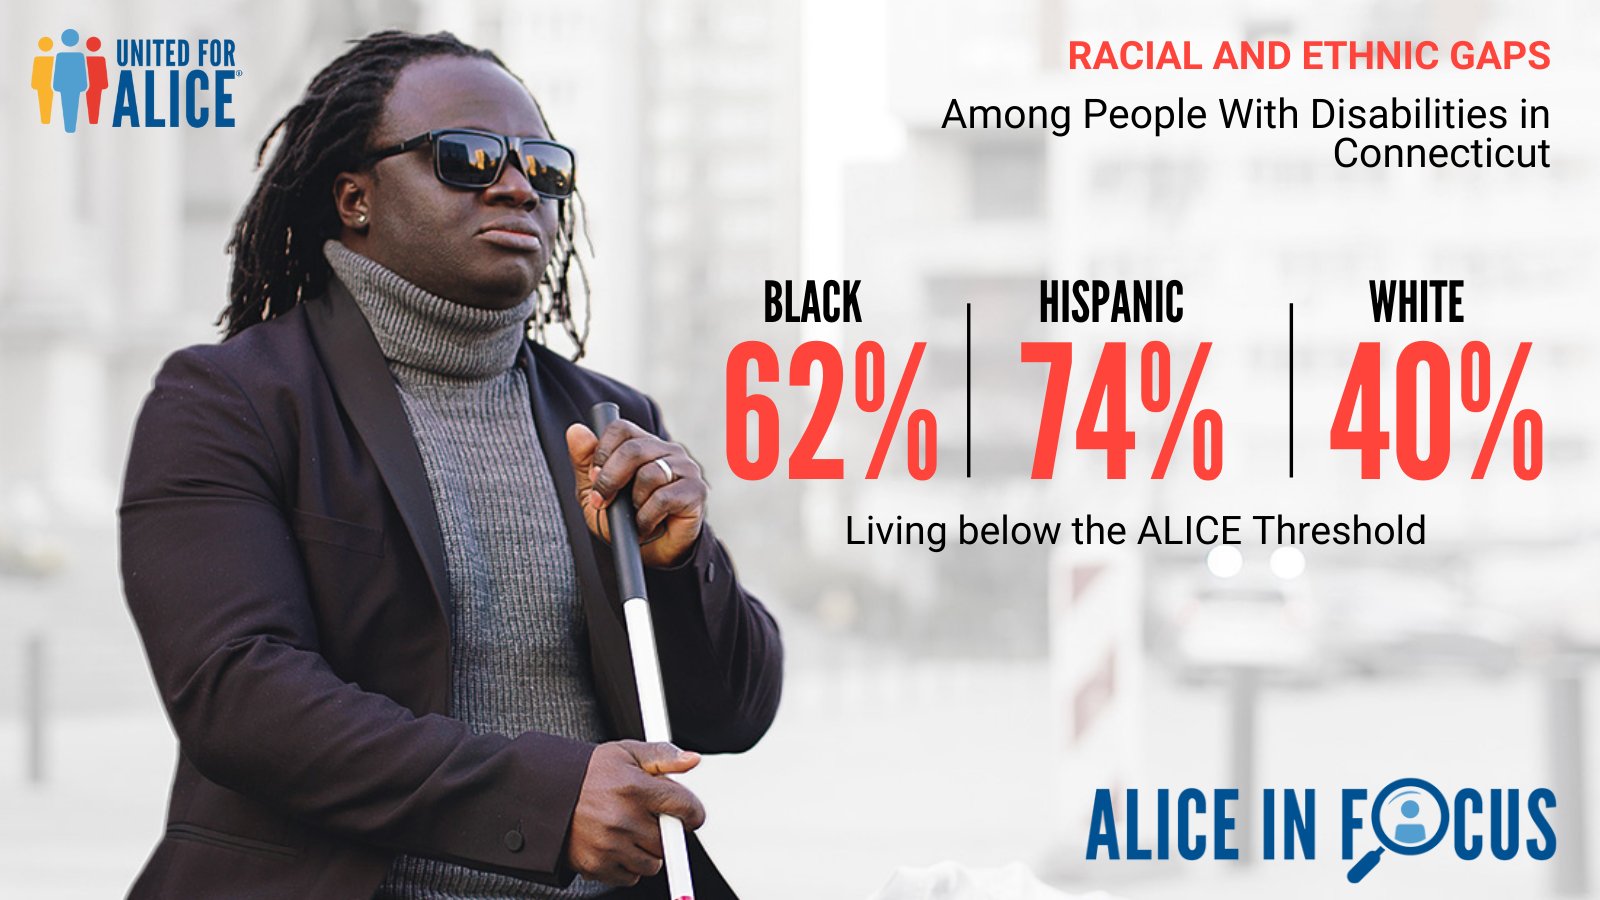 UNITED FOR
ALICE®
RACIAL AND ETHNIC GAPS
Among People With Disabilities in
Connecticut
BLACK
HISPANIC
WHITE
62%
74%
40%
Living below the ALICE Threshold
ALICE IN FOCUS